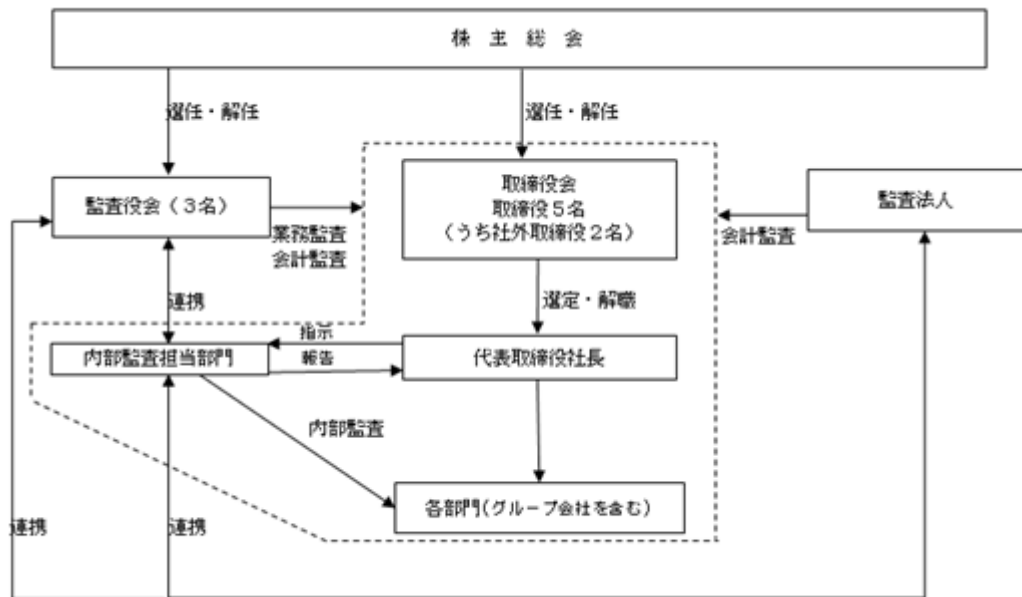 株 主 総 会
選任・解任
選任・解任
監査役会（３名）
取締役会
取締役５名
（うち社外取締役２名）
監査法人
業務監査
会計監査
会計監査
連携
選定・解職
指示
内部監査担当部門
報告
代表取締役社長
内部監査
各部門（グループ会社を含む）
連携
連携